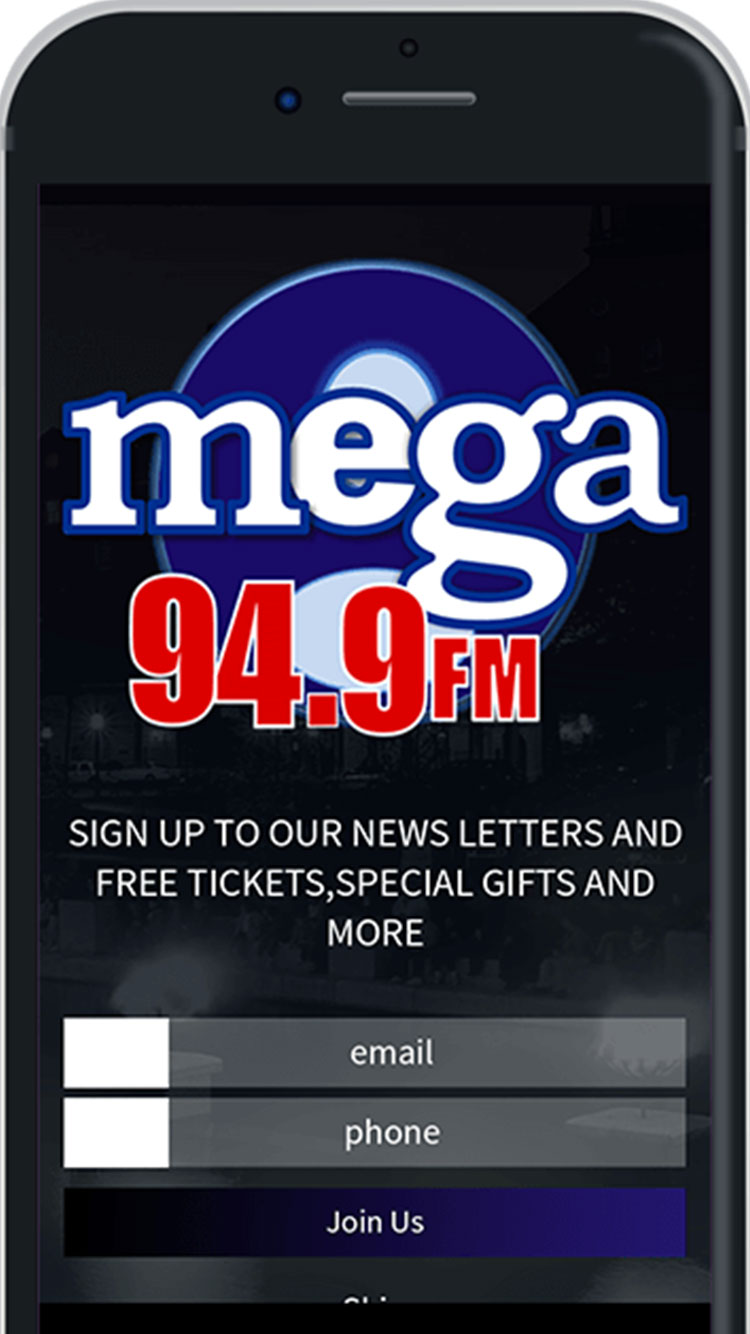 mega
94.9FM
SIGN UP TO OUR NEWS LETTERS AND
FREE TICKETS,SPECIAL GIFTS AND
MORE
email
phone
Join Us